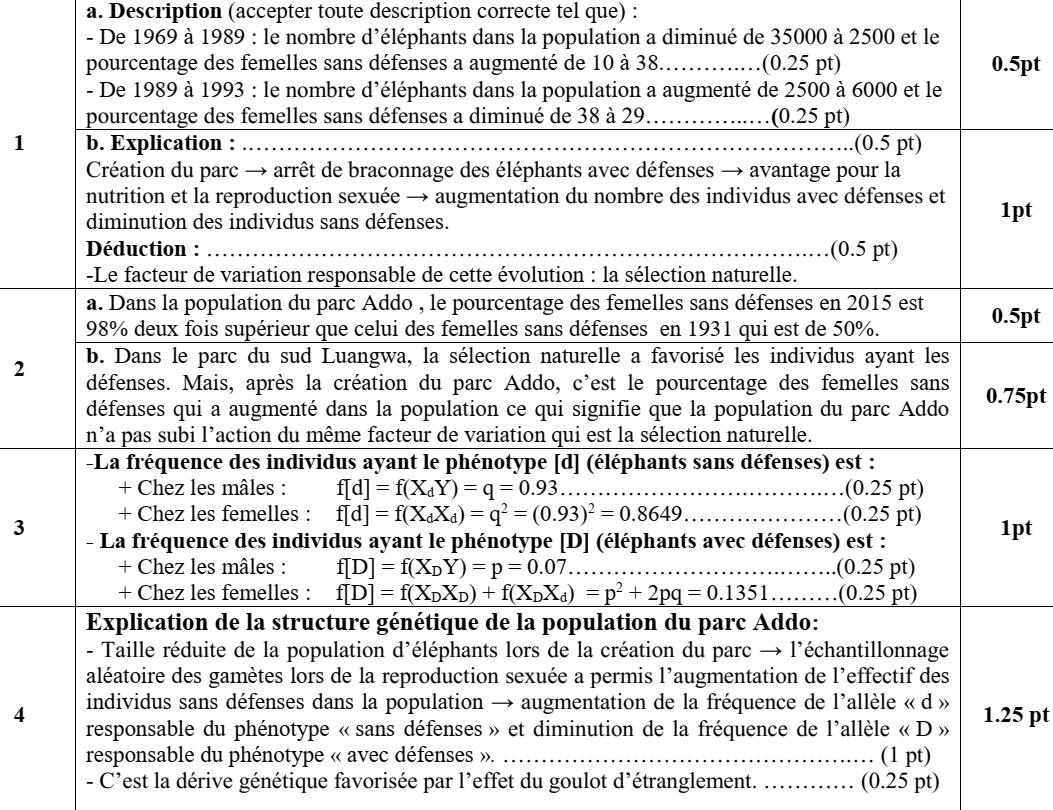 a. Description (accepter toute description correcte tel que) :
- De 1969 à 1989 : le nombre d’éléphants dans la population a diminué de 35000 à 2500 et le
pourcentage des femelles sans défenses a augmenté de 10 à 38……….…(0.25 pt)
- De 1989 à 1993 : le nombre d’éléphants dans la population a augmenté de 2500 à 6000 et le
pourcentage des femelles sans défenses a diminué de 38 à 29…………..…(0.25 pt)
0.5pt
1
b. Explication : …………………………………………………………………..(0.5 pt)
Création du parc → arrêt de braconnage des éléphants avec défenses → avantage pour la
nutrition et la reproduction sexuée → augmentation du nombre des individus avec défenses et
diminution des individus sans défenses.
Déduction : …………………………………………………………………..…(0.5 pt)
-Le facteur de variation responsable de cette évolution : la sélection naturelle.
1pt
2
a. Dans la population du parc Addo , le pourcentage des femelles sans défenses en 2015 est
98% deux fois supérieur que celui des femelles sans défenses en 1931 qui est de 50%.
0.5pt
b. Dans le parc du sud Luangwa, la sélection naturelle a favorisé les individus ayant les
défenses. Mais, après la création du parc Addo, c’est le pourcentage des femelles sans
défenses qui a augmenté dans la population ce qui signifie que la population du parc Addo
n’a pas subi l’action du même facteur de variation qui est la sélection naturelle.
0.75pt
3
-La fréquence des individus ayant le phénotype [d] (éléphants sans défenses) est :
+ Chez les mâles : f[d] = f(X_dY) = q = 0.93…………………………..…(0.25 pt)
+ Chez les femelles : f[d] = f(X_dX_d) = q² = (0.93)² = 0.8649…………………(0.25 pt)
- La fréquence des individus ayant le phénotype [D] (éléphants avec défenses) est :
+ Chez les mâles : f[D] = f(X_DY) = p = 0.07…………………………..…..(0.25 pt)
+ Chez les femelles : f[D] = f(X_DX_D) + f(X_DX_d) = p² + 2pq = 0.1351………(0.25 pt)
1pt
4
Explication de la structure génétique de la population du parc Addo:
- Taille réduite de la population d’éléphants lors de la création du parc → l’échantillonnage
aléatoire des gamètes lors de la reproduction sexuée a permis l’augmentation de l’effectif des
individus sans défenses dans la population → augmentation de la fréquence de l’allèle « d »
responsable du phénotype « sans défenses » et diminution de la fréquence de l’allèle « D »
responsable du phénotype « avec défenses ». ……………………………………….… (1 pt)
- C’est la dérive génétique favorisée par l’effet du goulot d’étranglement. ………… (0.25 pt)
1.25 pt